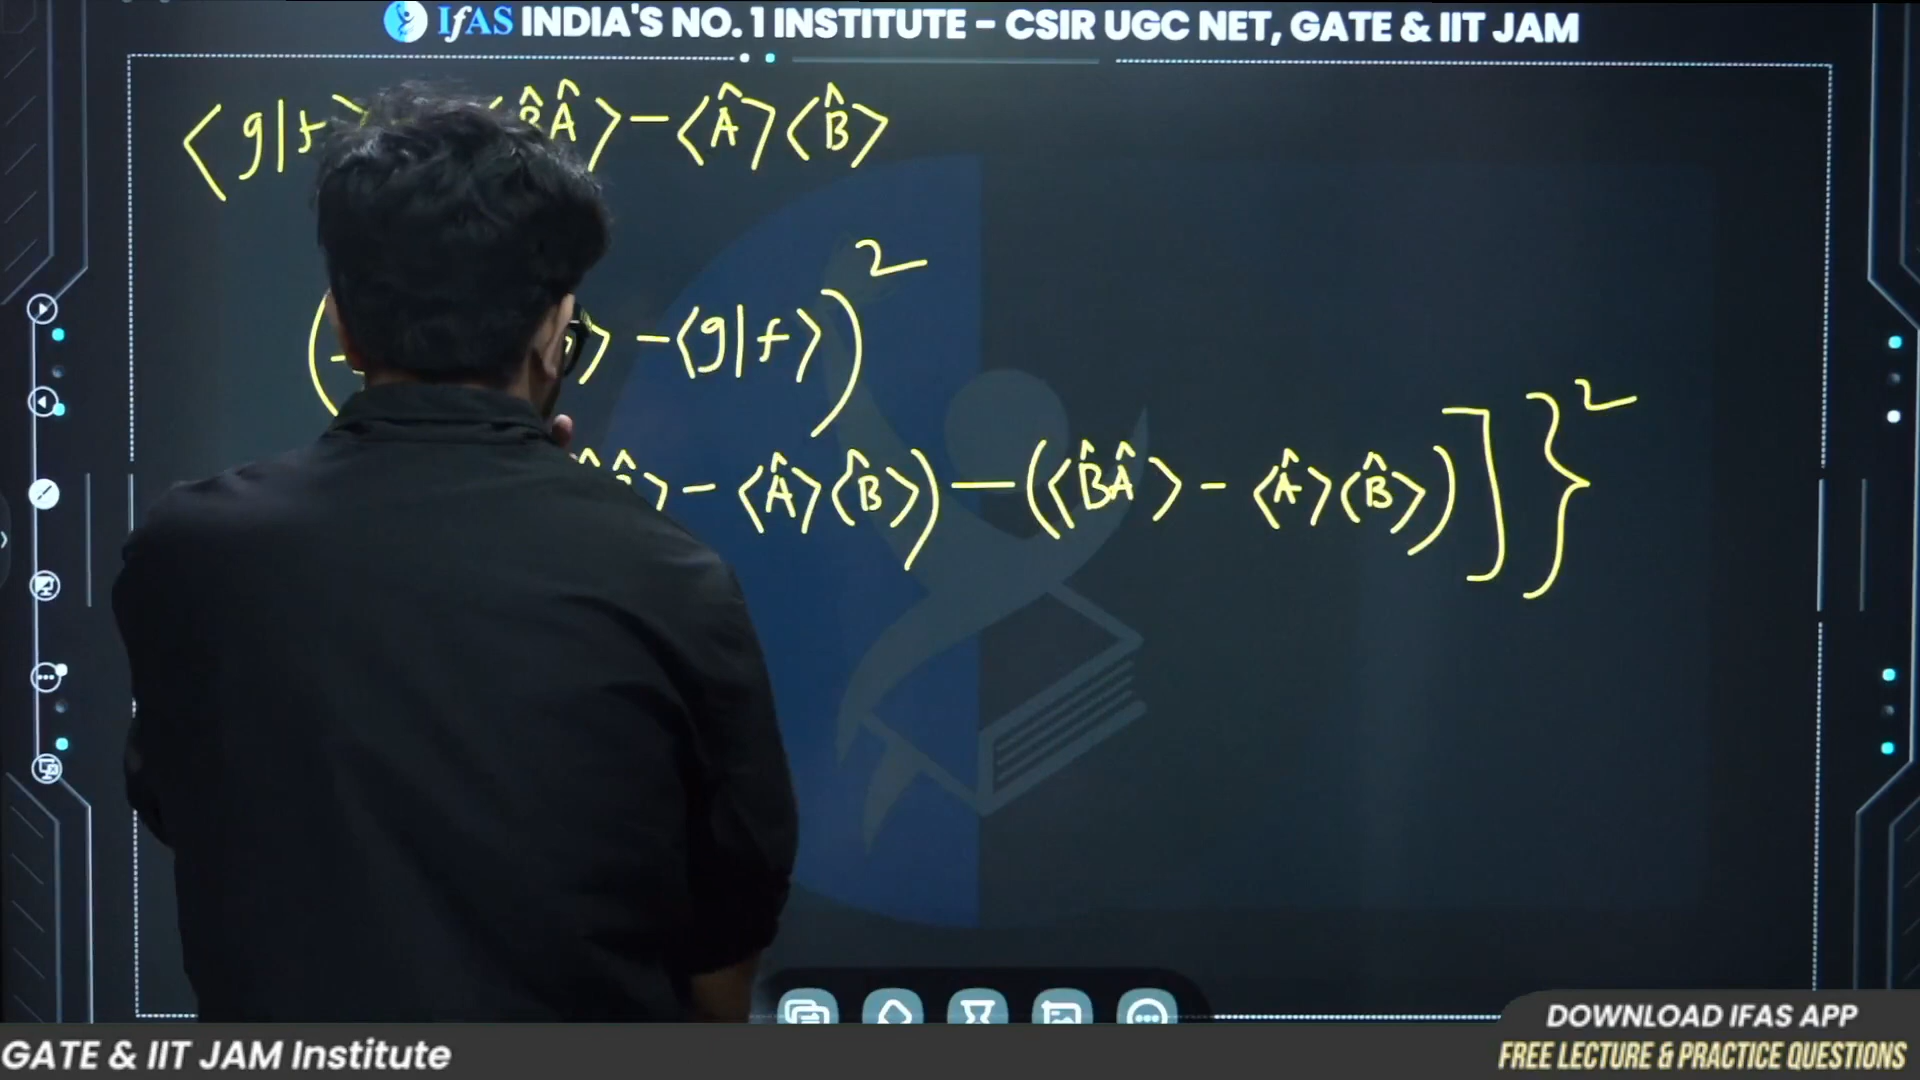 IfAS INDIA'S NO. 1 INSTITUTE - CSIR UGC NET, GATE & IIT JAM
⟨g|f⟩ B̂Â⟩ - ⟨Â⟩⟨B̂⟩
( ⟩ - ⟨g|f⟩)²
⟩ - ⟨Â⟩⟨B̂⟩) - (⟨B̂Â⟩ - ⟨Â⟩⟨B̂⟩)]}²
DOWNLOAD IFAS APP
GATE & IIT JAM Institute
FREE LECTURE & PRACTICE QUESTIONS